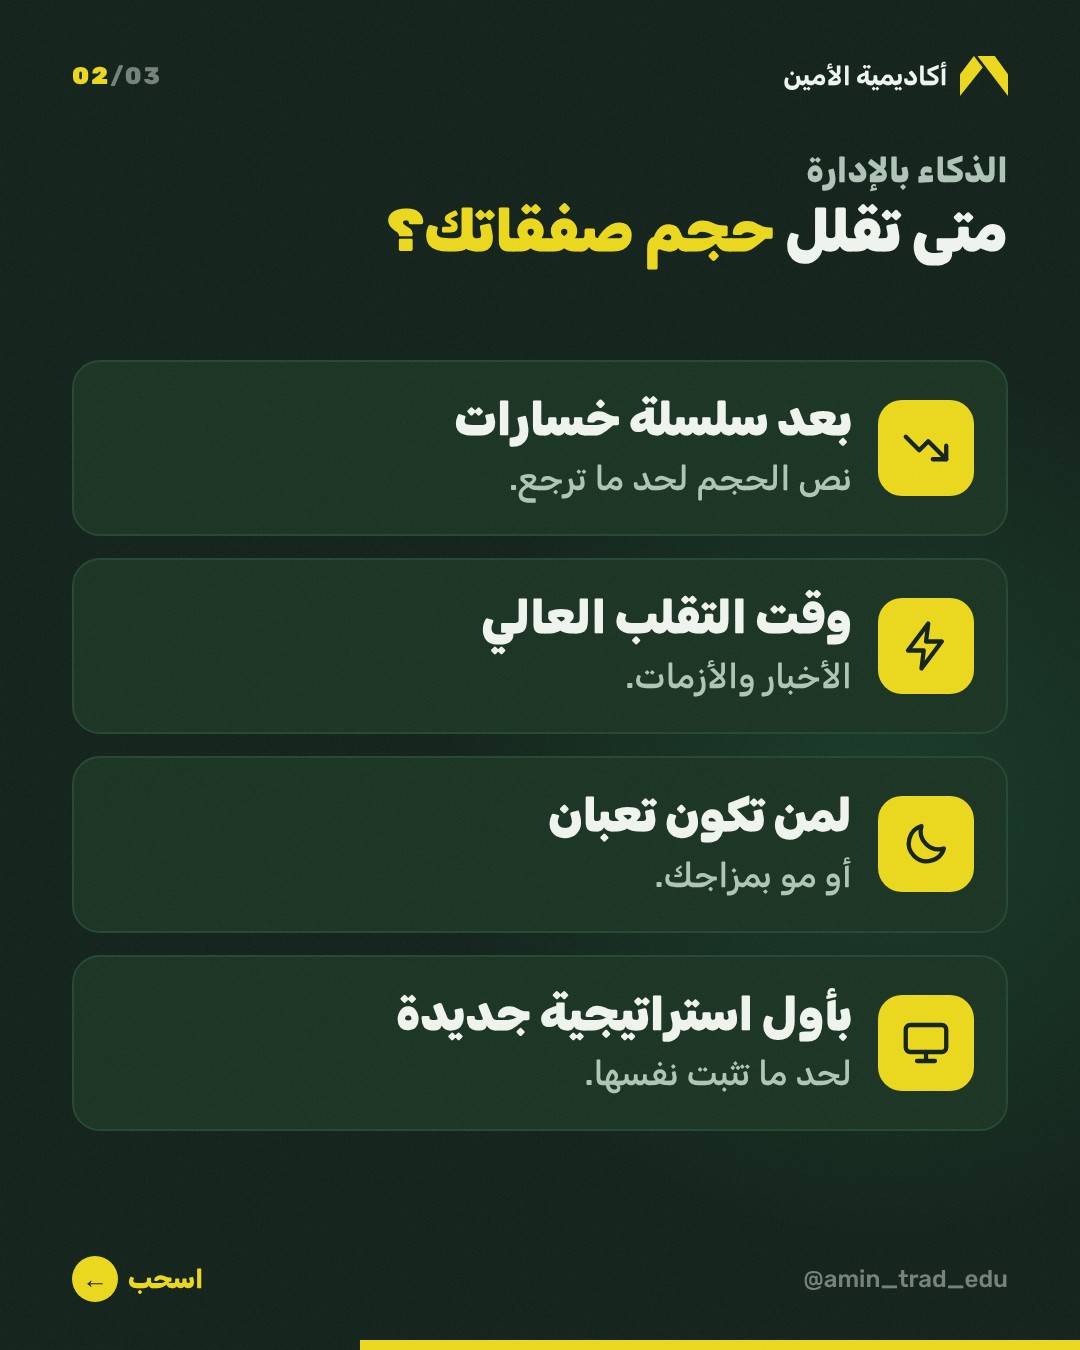 أكاديمية الأمين
02/03
الذكاء بالإدارة
متى تقلل حجم صفقاتك؟
بعد سلسلة خسارات
نص الحجم لحد ما ترجع.
وقت التقلب العالي
الأخبار والأزمات.
لمن تكون تعبان
أو مو بمزاجك.
بأول استراتيجية جديدة
لحد ما تثبت نفسها.
@amin_trad_edu
اسحب ←